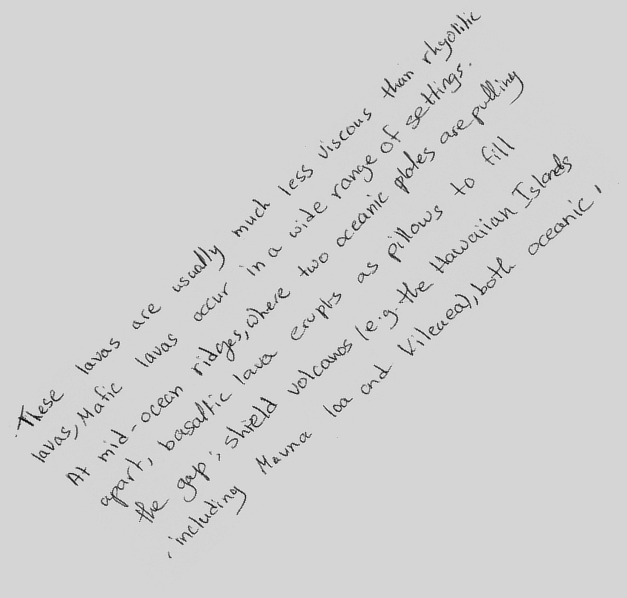 These lavas are usually much less viscous than rhyolitic
lavas, Mafic lavas occur in a wide range of settings.
At mid-ocean ridges, where two oceanic plates are pulling
apart, basaltic lava erupts as pillows to fill
the gap; shield volcanos (e.g. the Hawaiian Islands
, including Mauna loa and Kileuea), both oceanic,